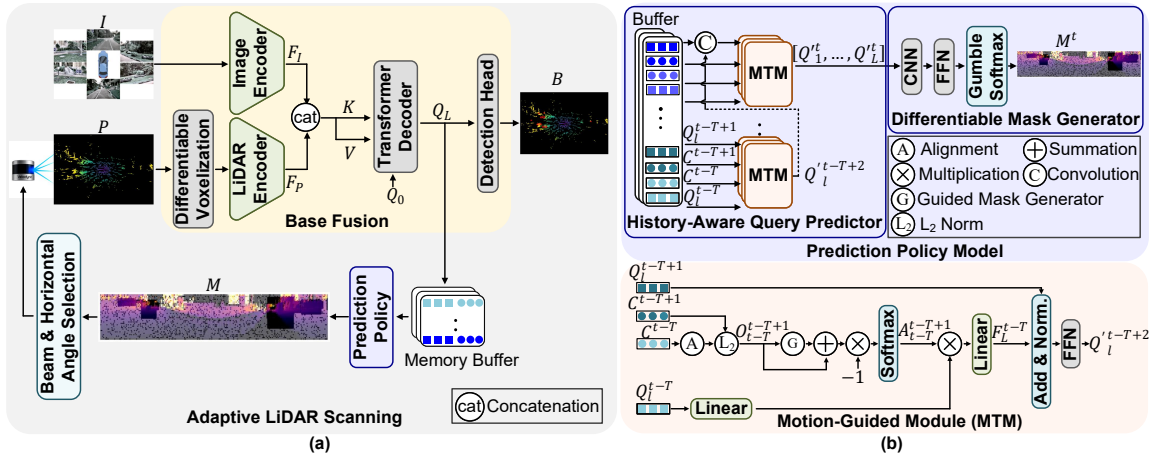 I
Image
Encoder
F_I
P
Differentiable
Voxelization
LiDAR
Encoder
F_P
cat
K
V
Transformer
Decoder
Q_0
Q_L
Detection Head
B
Base Fusion
Beam & Horizontal
Angle Selection
M
Prediction
Policy
Memory Buffer
Adaptive LiDAR Scanning
cat Concatenation
(a)
Buffer
C
MTM
[Q'^t_1, ..., Q'^t_L]
Q_l^{t-T+1}
C^{t-T+1}
C^{t-T}
Q_l^{t-T}
MTM
Q'_l^{t-T+2}
History-Aware Query Predictor
CNN
FFN
Gumble
Softmax
M^t
Differentiable Mask Generator
A Alignment
+ Summation
× Multiplication
C Convolution
G Guided Mask Generator
L_2 L_2 Norm
Prediction Policy Model
Q_l^{t-T+1}
C^{t-T+1}
C^{t-T}
A
L_2
O_{t-T}^{t-T+1}
G
+
×
−1
Softmax
A_{t-T}^{t-T+1}
×
Linear
F_L^{t-T}
Add & Norm.
FFN
Q'_l^{t-T+2}
Q_l^{t-T}
Linear
Motion-Guided Module (MTM)
(b)